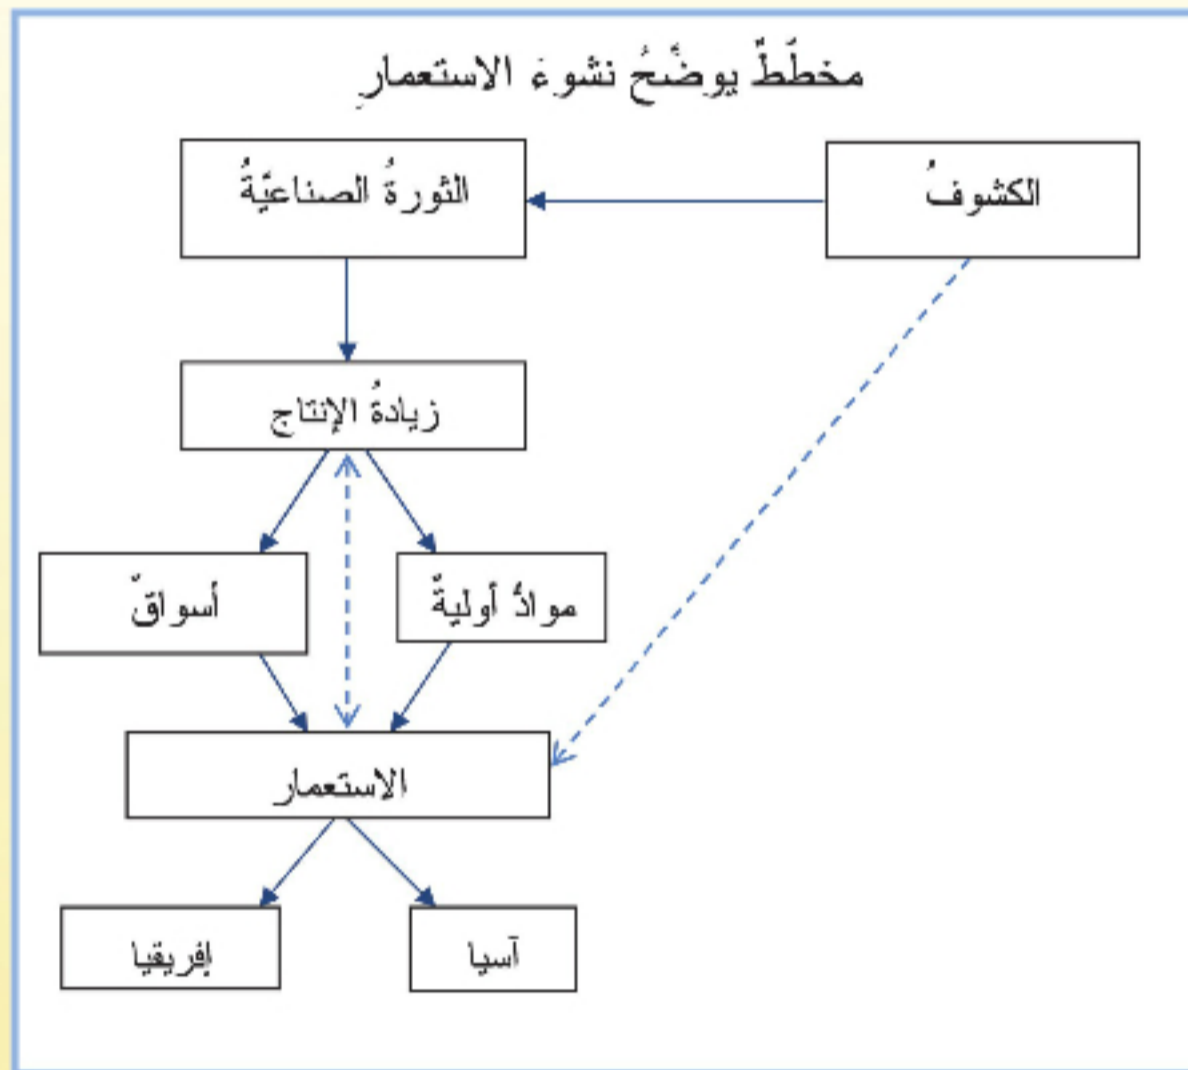 مخطّطٌ يوضّحُ نشوءَ الاستعمارِ
الكشوفُ
الثورةُ الصناعيّةُ
زيادةُ الإنتاج
موادُّ أوليةٌ
أسواقٌ
الاستعمار
آسيا
إفريقيا